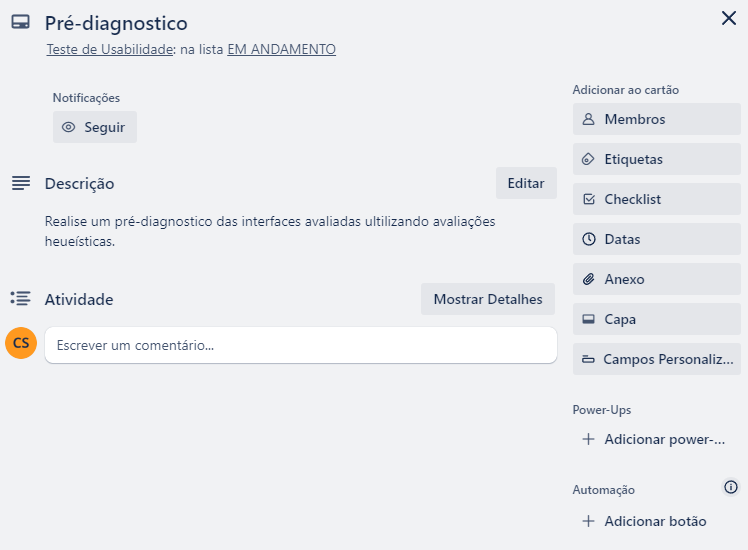 Pré-diagnostico
Teste de Usabilidade: na lista EM ANDAMENTO
Notificações
Seguir
Descrição
Editar
Realise um pré-diagnostico das interfaces avaliadas ultilizando avaliações
heueísticas.
Atividade
Mostrar Detalhes
CS
Escrever um comentário...
Adicionar ao cartão
Membros
Etiquetas
Checklist
Datas
Anexo
Capa
Campos Personaliz...
Power-Ups
Adicionar power-...
Automação
Adicionar botão